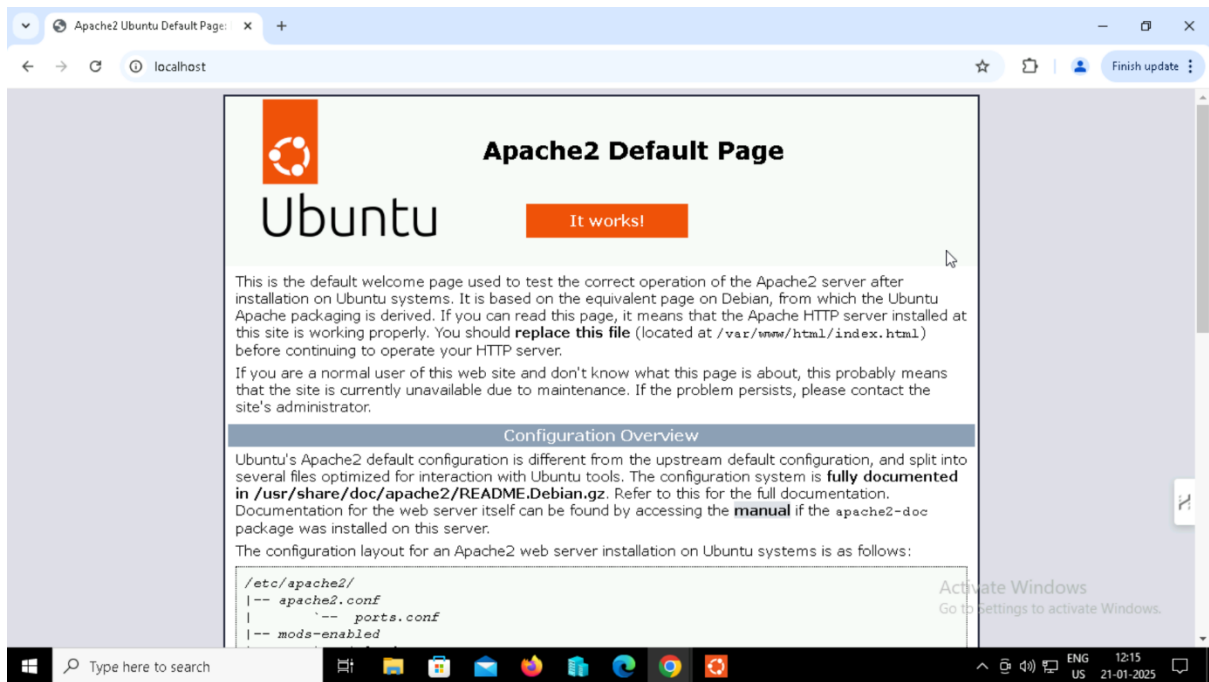 Apache2 Ubuntu Default Page:
localhost
Finish update
Apache2 Default Page
Ubuntu
It works!
This is the default welcome page used to test the correct operation of the Apache2 server after
installation on Ubuntu systems. It is based on the equivalent page on Debian, from which the Ubuntu
Apache packaging is derived. If you can read this page, it means that the Apache HTTP server installed at
this site is working properly. You should replace this file (located at /var/www/html/index.html)
before continuing to operate your HTTP server.
If you are a normal user of this web site and don't know what this page is about, this probably means
that the site is currently unavailable due to maintenance. If the problem persists, please contact the
site's administrator.
Configuration Overview
Ubuntu's Apache2 default configuration is different from the upstream default configuration, and split into
several files optimized for interaction with Ubuntu tools. The configuration system is fully documented
in /usr/share/doc/apache2/README.Debian.gz. Refer to this for the full documentation.
Documentation for the web server itself can be found by accessing the manual if the apache2-doc
package was installed on this server.
The configuration layout for an Apache2 web server installation on Ubuntu systems is as follows:
/etc/apache2/
|-- apache2.conf
|       `--  ports.conf
|-- mods-enabled
Activate Windows
Go to Settings to activate Windows.
Type here to search
ENG
US
12:15
21-01-2025